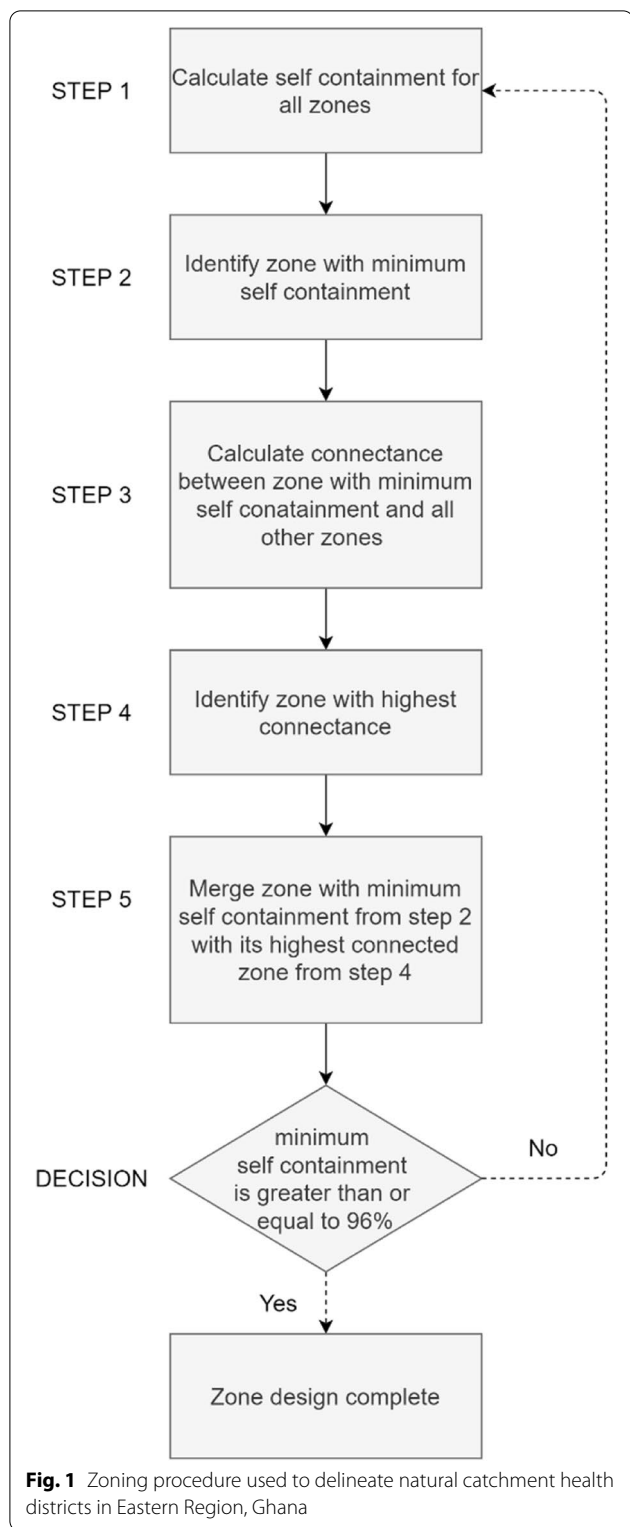 STEP 1
Calculate self containment for
all zones
STEP 2
Identify zone with minimum
self containment
STEP 3
Calculate connectance
between zone with minimum
self conatainment and all
other zones
STEP 4
Identify zone with highest
connectance
STEP 5
Merge zone with minimum
self containment from step 2
with its highest connected
zone from step 4
DECISION
minimum
self containment
is greater than or
equal to 96%
No
Yes
Zone design complete
Fig. 1 Zoning procedure used to delineate natural catchment health
districts in Eastern Region, Ghana